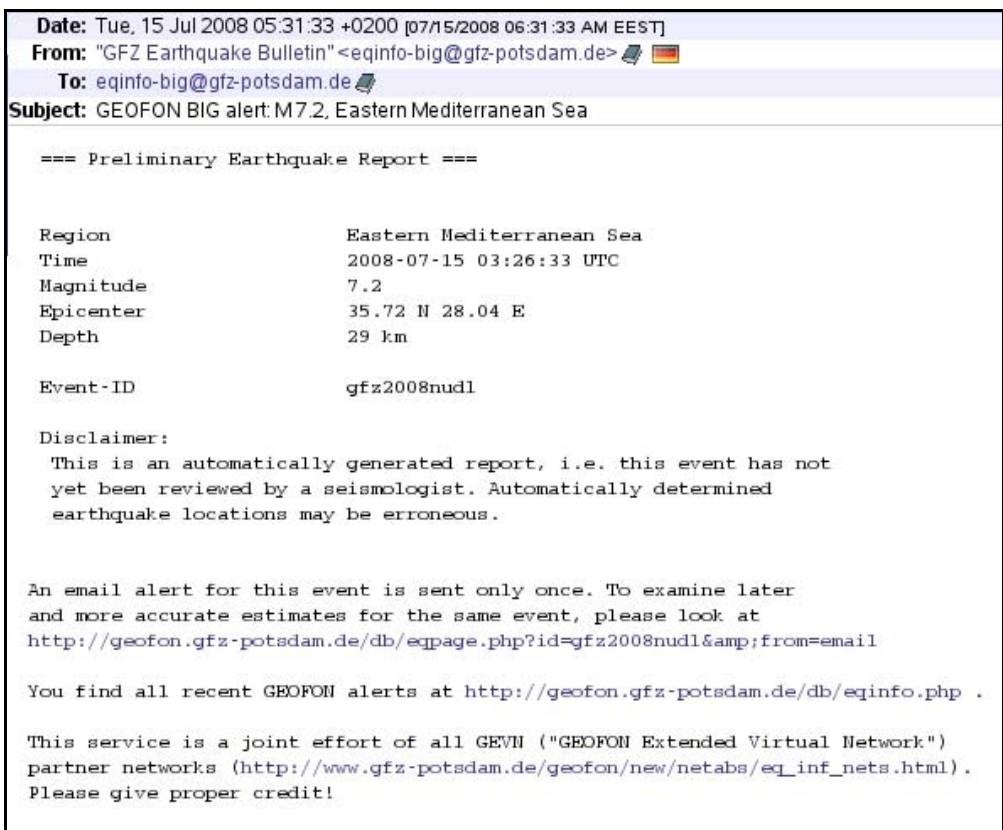 Date: Tue, 15 Jul 2008 05:31:33 +0200 [07/15/2008 06:31:33 AM EEST]
From: "GFZ Earthquake Bulletin" <eqinfo-big@gfz-potsdam.de>
To: eqinfo-big@gfz-potsdam.de
Subject: GEOFON BIG alert: M 7.2, Eastern Mediterranean Sea
=== Preliminary Earthquake Report ===
Region Eastern Mediterranean Sea
Time 2008-07-15 03:26:33 UTC
Magnitude 7.2
Epicenter 35.72 N 28.04 E
Depth 29 km
Event-ID gfz2008nudl
Disclaimer:
This is an automatically generated report, i.e. this event has not
yet been reviewed by a seismologist. Automatically determined
earthquake locations may be erroneous.
An email alert for this event is sent only once. To examine later
and more accurate estimates for the same event, please look at
http://geofon.gfz-potsdam.de/db/eqpage.php?id=gfz2008nudl&amp;from=email
You find all recent GEOFON alerts at http://geofon.gfz-potsdam.de/db/eqinfo.php .
This service is a joint effort of all GEVN ("GEOFON Extended Virtual Network")
partner networks (http://www.gfz-potsdam.de/geofon/new/netabs/eq_inf_nets.html).
Please give proper credit!